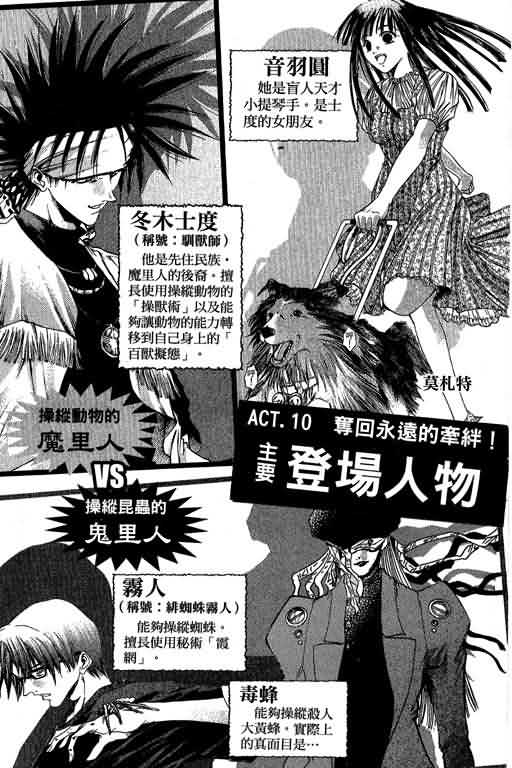 音羽圓
她是盲人天才
小提琴手。是士
度的女朋友。
冬木士度
（稱號：馴獸師）
他是先住民族‧
魔里人的後裔。擅
長使用操縱動物的
「操獸術」以及能
夠讓動物的能力轉
移到自己身上的「
百獸擬態」。
莫札特
ACT.10 奪回永遠的牽絆！
主要
登場人物
操縱動物的
魔里人
VS
操縱昆蟲的
鬼里人
霧人
（稱號：緋蜘蛛霧人）
能夠操縱蜘蛛。
擅長使用秘術「霞
網」。
毒蜂
能夠操縱殺人
大黃蜂。實際上
的真面目是…